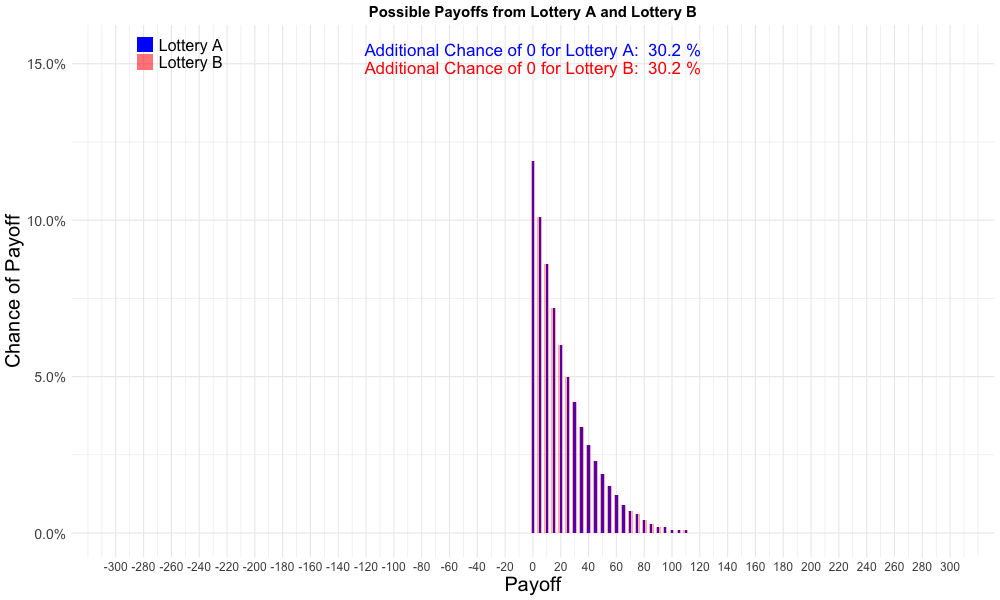 Possible Payoffs from Lottery A and Lottery B
Lottery A
Lottery B
Additional Chance of 0 for Lottery A:  30.2 %
Additional Chance of 0 for Lottery B:  30.2 %
Chance of Payoff
15.0%
10.0%
5.0%
0.0%
-300 -280 -260 -240 -220 -200 -180 -160 -140 -120 -100 -80 -60 -40 -20 0 20 40 60 80 100 120 140 160 180 200 220 240 260 280 300
Payoff